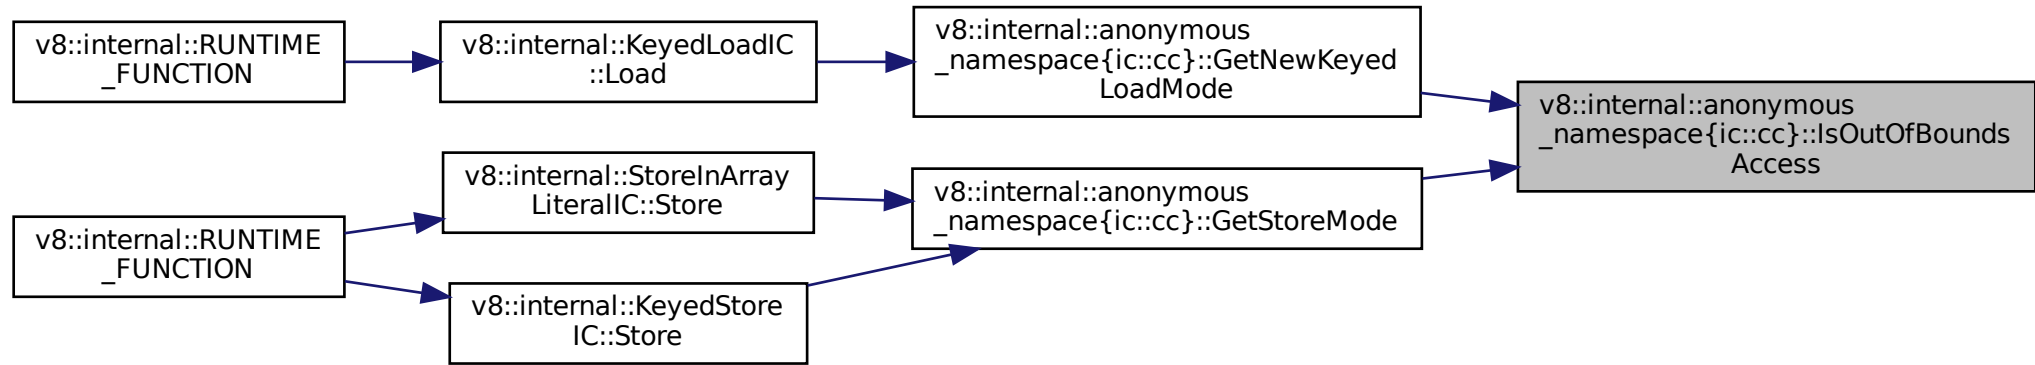 v8::internal::RUNTIME
_FUNCTION
v8::internal::KeyedLoadIC
::Load
v8::internal::anonymous
_namespace{ic::cc}::GetNewKeyed
LoadMode
v8::internal::anonymous
_namespace{ic::cc}::IsOutOfBounds
Access
v8::internal::StoreInArray
LiteralIC::Store
v8::internal::anonymous
_namespace{ic::cc}::GetStoreMode
v8::internal::RUNTIME
_FUNCTION
v8::internal::KeyedStore
IC::Store